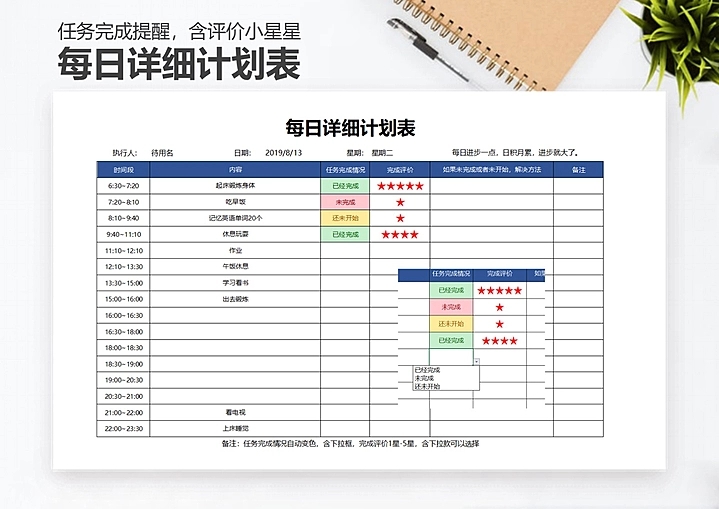 任务完成提醒，含评价小星星
每日详细计划表
每日详细计划表
执行人： 待用名 日期： 2019/8/13 星期： 星期二 每日进步一点，日积月累，进步就大了。
时间段 内容 任务完成情况 完成评价 如果未完成或者未开始，解决方法 备注
6:30~7:20 起床锻炼身体 已经完成 ★★★★★
7:20~8:10 吃早饭 未完成 ★
8:10~9:40 记忆英语单词20个 还未开始 ★
9:40~11:10 休息玩耍 已经完成 ★★★★
11:10~12:10 作业
12:10~13:30 午饭休息
13:30~15:00 学习看书
15:00~16:00 出去锻炼
16:00~16:30
16:30~18:00
18:00~18:30
18:30~19:00
19:00~20:30
20:30~21:00
21:00~22:00 看电视
22:00~23:30 上床睡觉
任务完成情况 完成评价 如
已经完成 ★★★★★
未完成 ★
还未开始 ★
已经完成 ★★★★
已经完成
未完成
还未开始
备注：任务完成情况自动变色，含下拉框，完成评价1星-5星，含下拉款可以选择